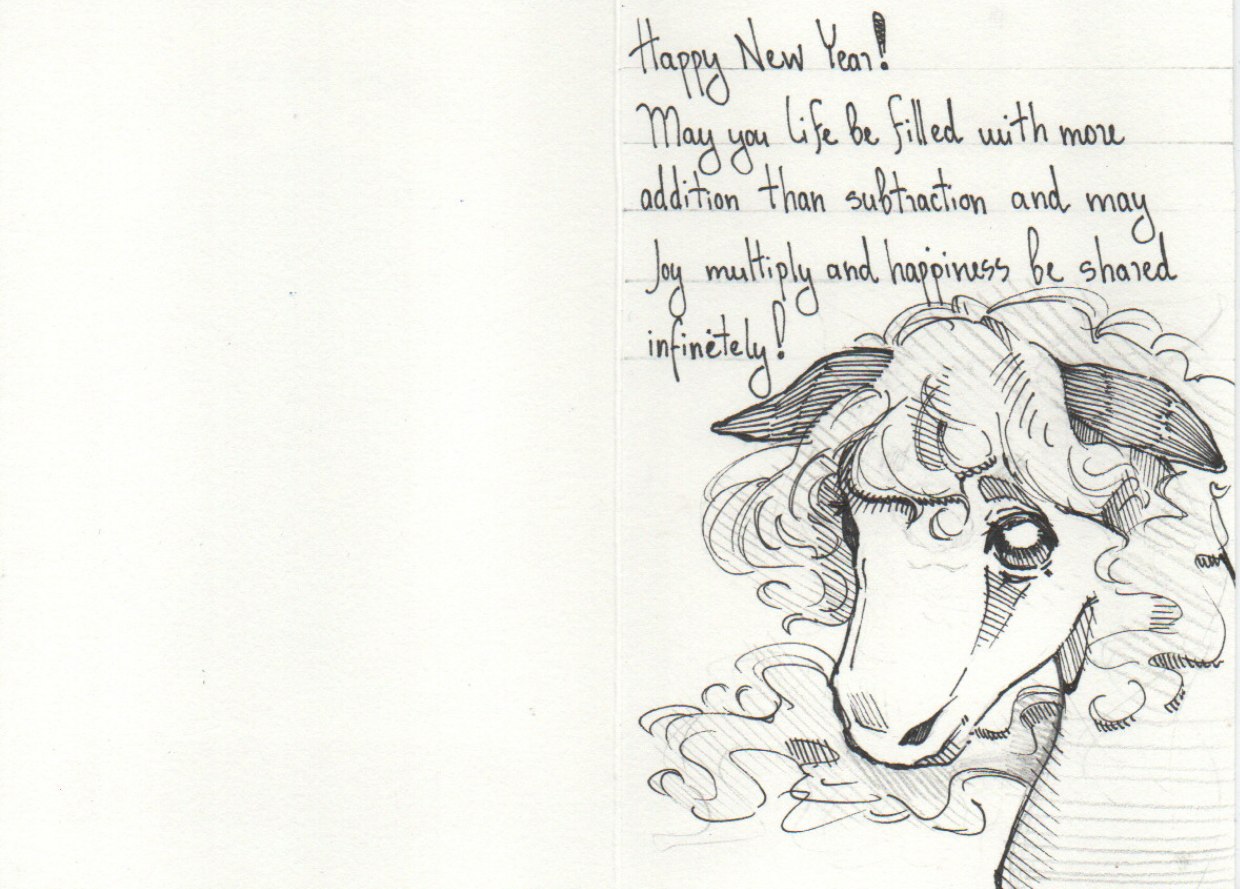 Happy New Year!
May you life be filled with more
addition than subtraction and may
Joy multiply and happiness be shared
infinetely!